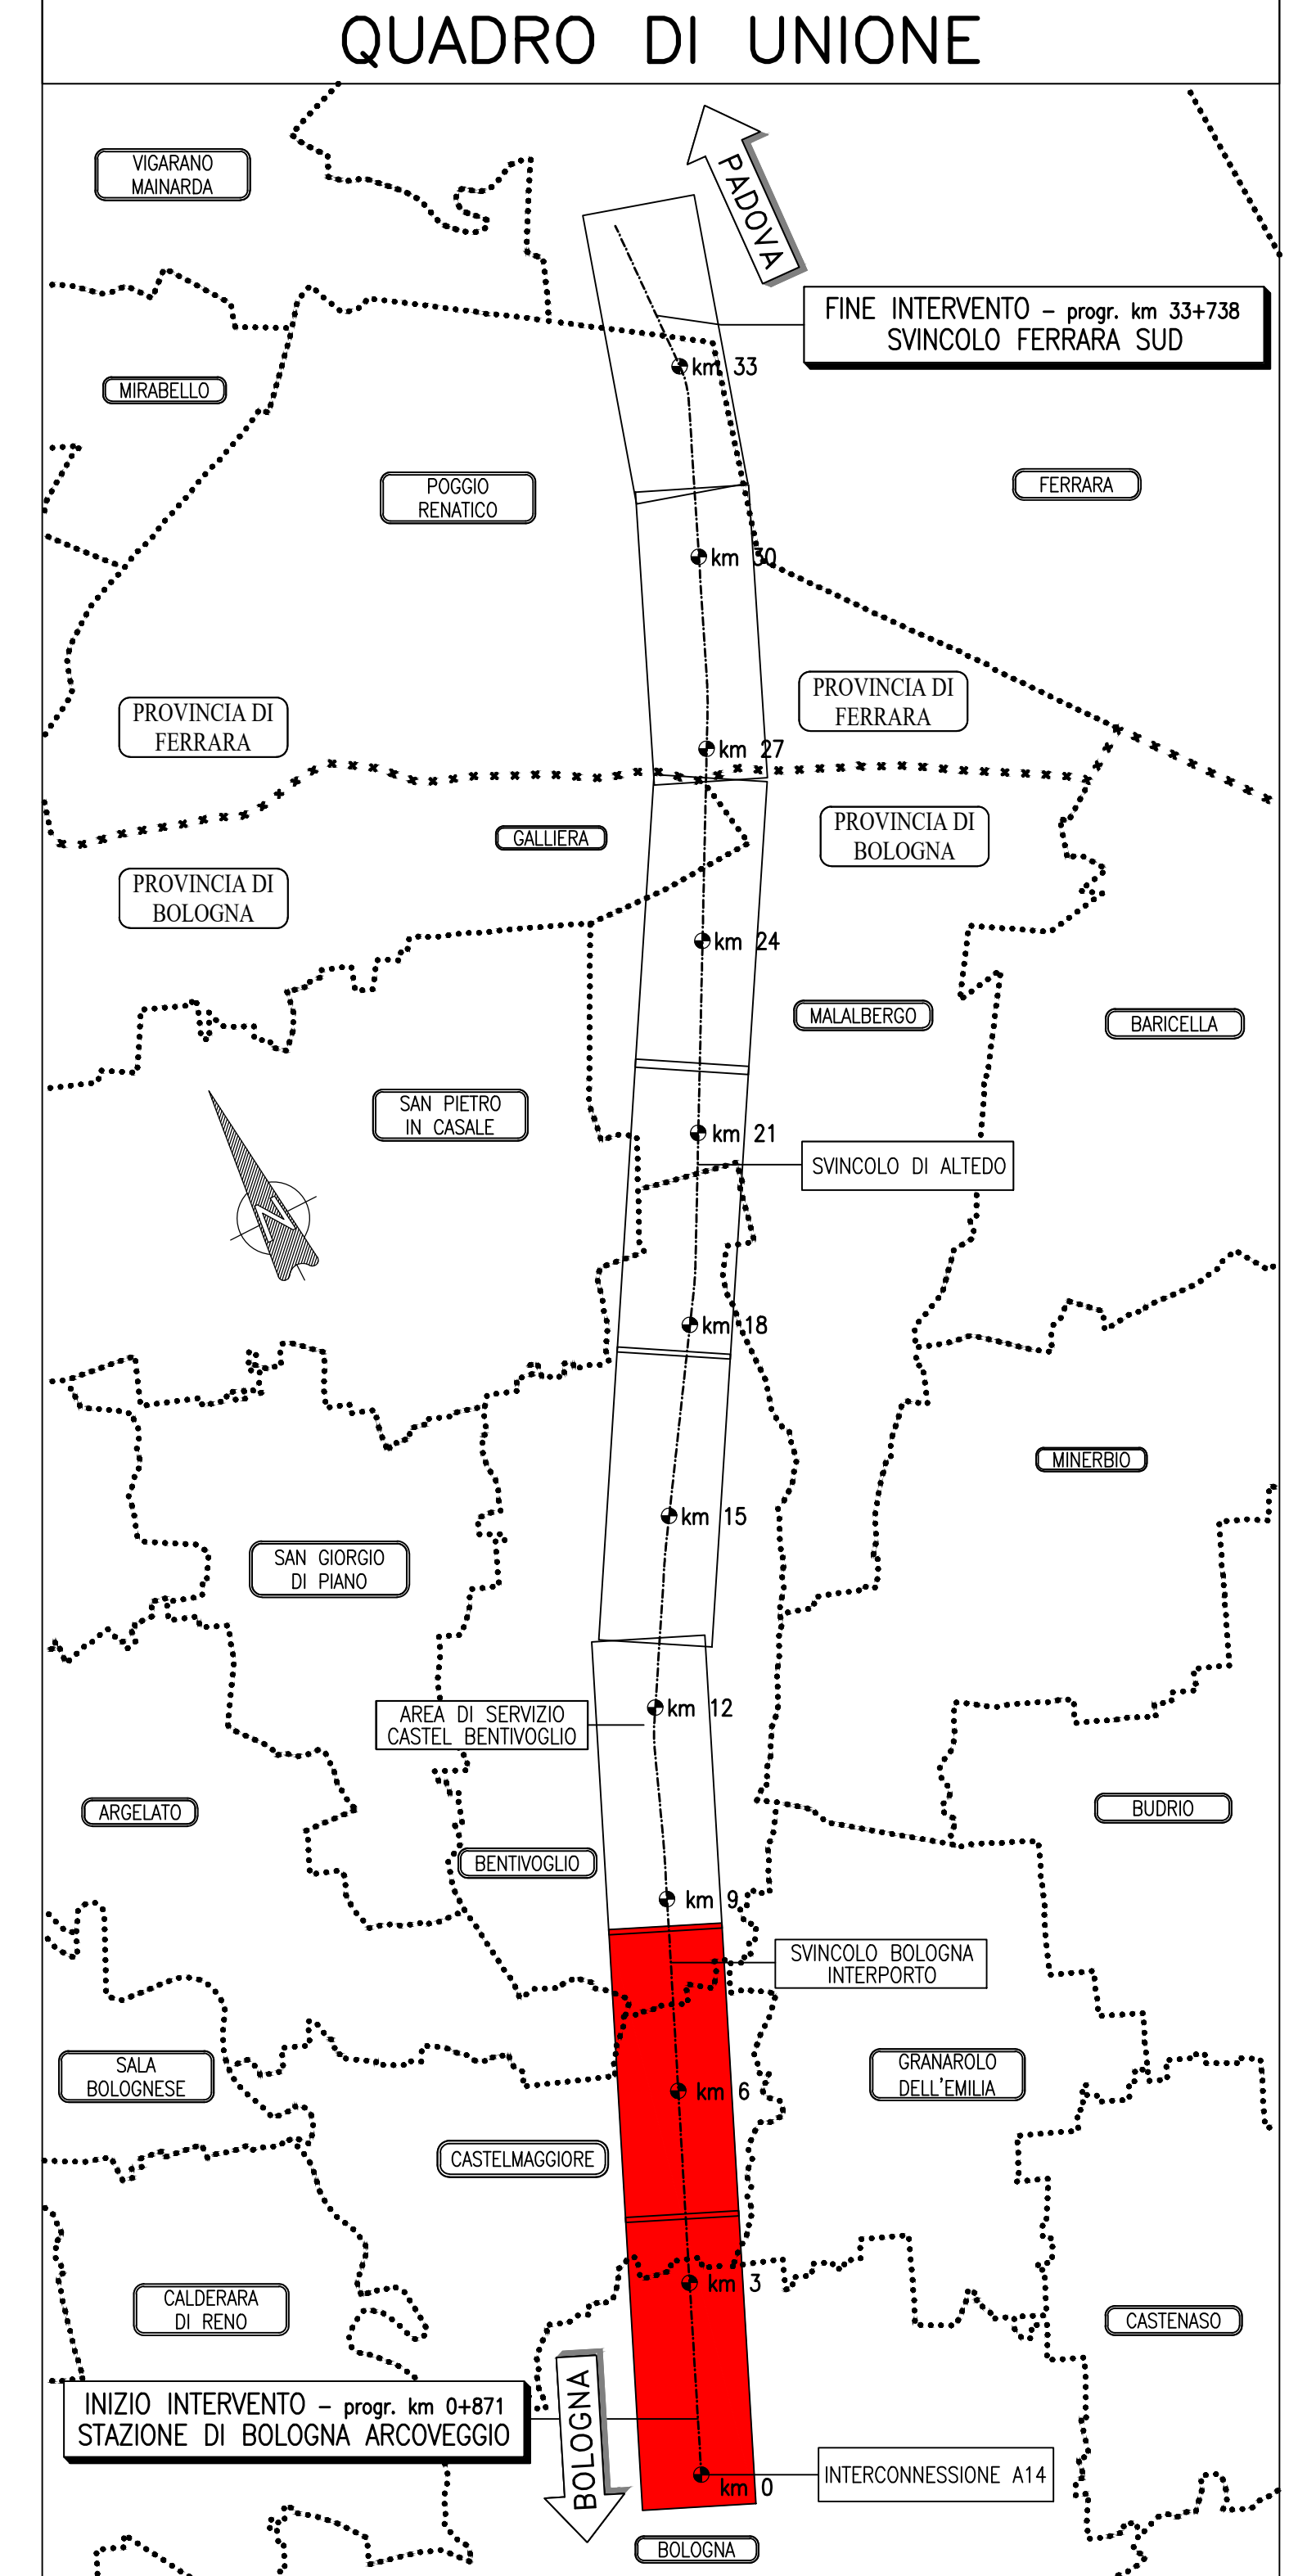 QUADRO DI UNIONE
VIGARANO
MAINARDA
PADOVA
FINE INTERVENTO – progr. km 33+738
SVINCOLO FERRARA SUD
km 33
MIRABELLO
POGGIO
RENATICO
FERRARA
km 30
PROVINCIA DI
FERRARA
PROVINCIA DI
FERRARA
km 27
GALLIERA
PROVINCIA DI
BOLOGNA
PROVINCIA DI
BOLOGNA
km 24
MALALBERGO
BARICELLA
SAN PIETRO
IN CASALE
km 21
SVINCOLO DI ALTEDO
N
km 18
MINERBIO
km 15
SAN GIORGIO
DI PIANO
km 12
AREA DI SERVIZIO
CASTEL BENTIVOGLIO
ARGELATO
BUDRIO
BENTIVOGLIO
km 9
SVINCOLO BOLOGNA
INTERPORTO
SALA
BOLOGNESE
GRANAROLO
DELL'EMILIA
km 6
CASTELMAGGIORE
km 3
CALDERARA
DI RENO
CASTENASO
INIZIO INTERVENTO – progr. km 0+871
STAZIONE DI BOLOGNA ARCOVEGGIO
BOLOGNA
km 0
INTERCONNESSIONE A14
BOLOGNA